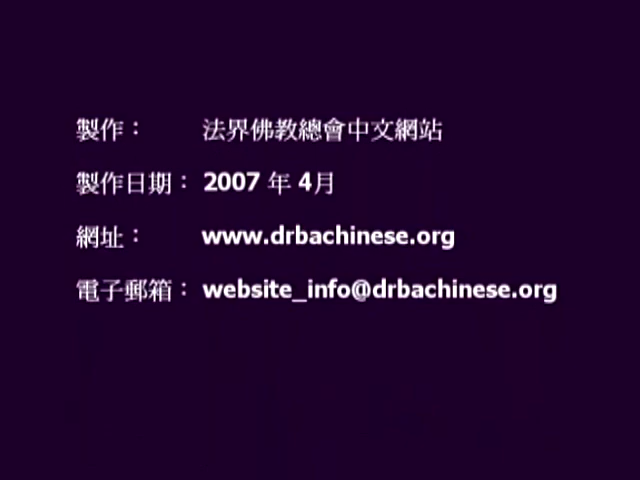 製作： 法界佛教總會中文網站
製作日期： 2007 年 4月
網址： www.drbachinese.org
電子郵箱： website_info@drbachinese.org